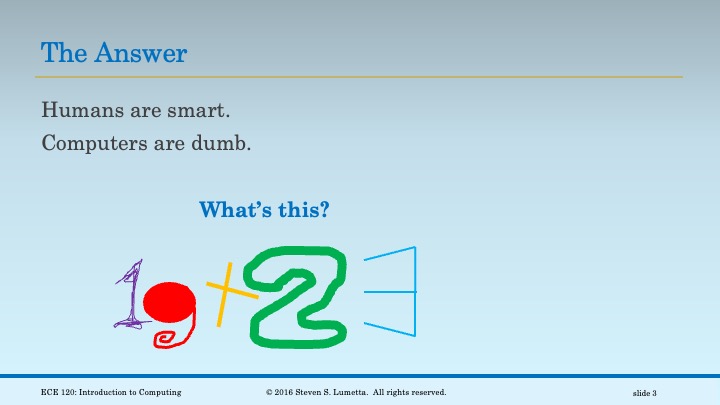 The Answer
Humans are smart.
Computers are dumb.
What's this?
19+2
ECE 120: Introduction to Computing
© 2016 Steven S. Lumetta. All rights reserved.
slide 3